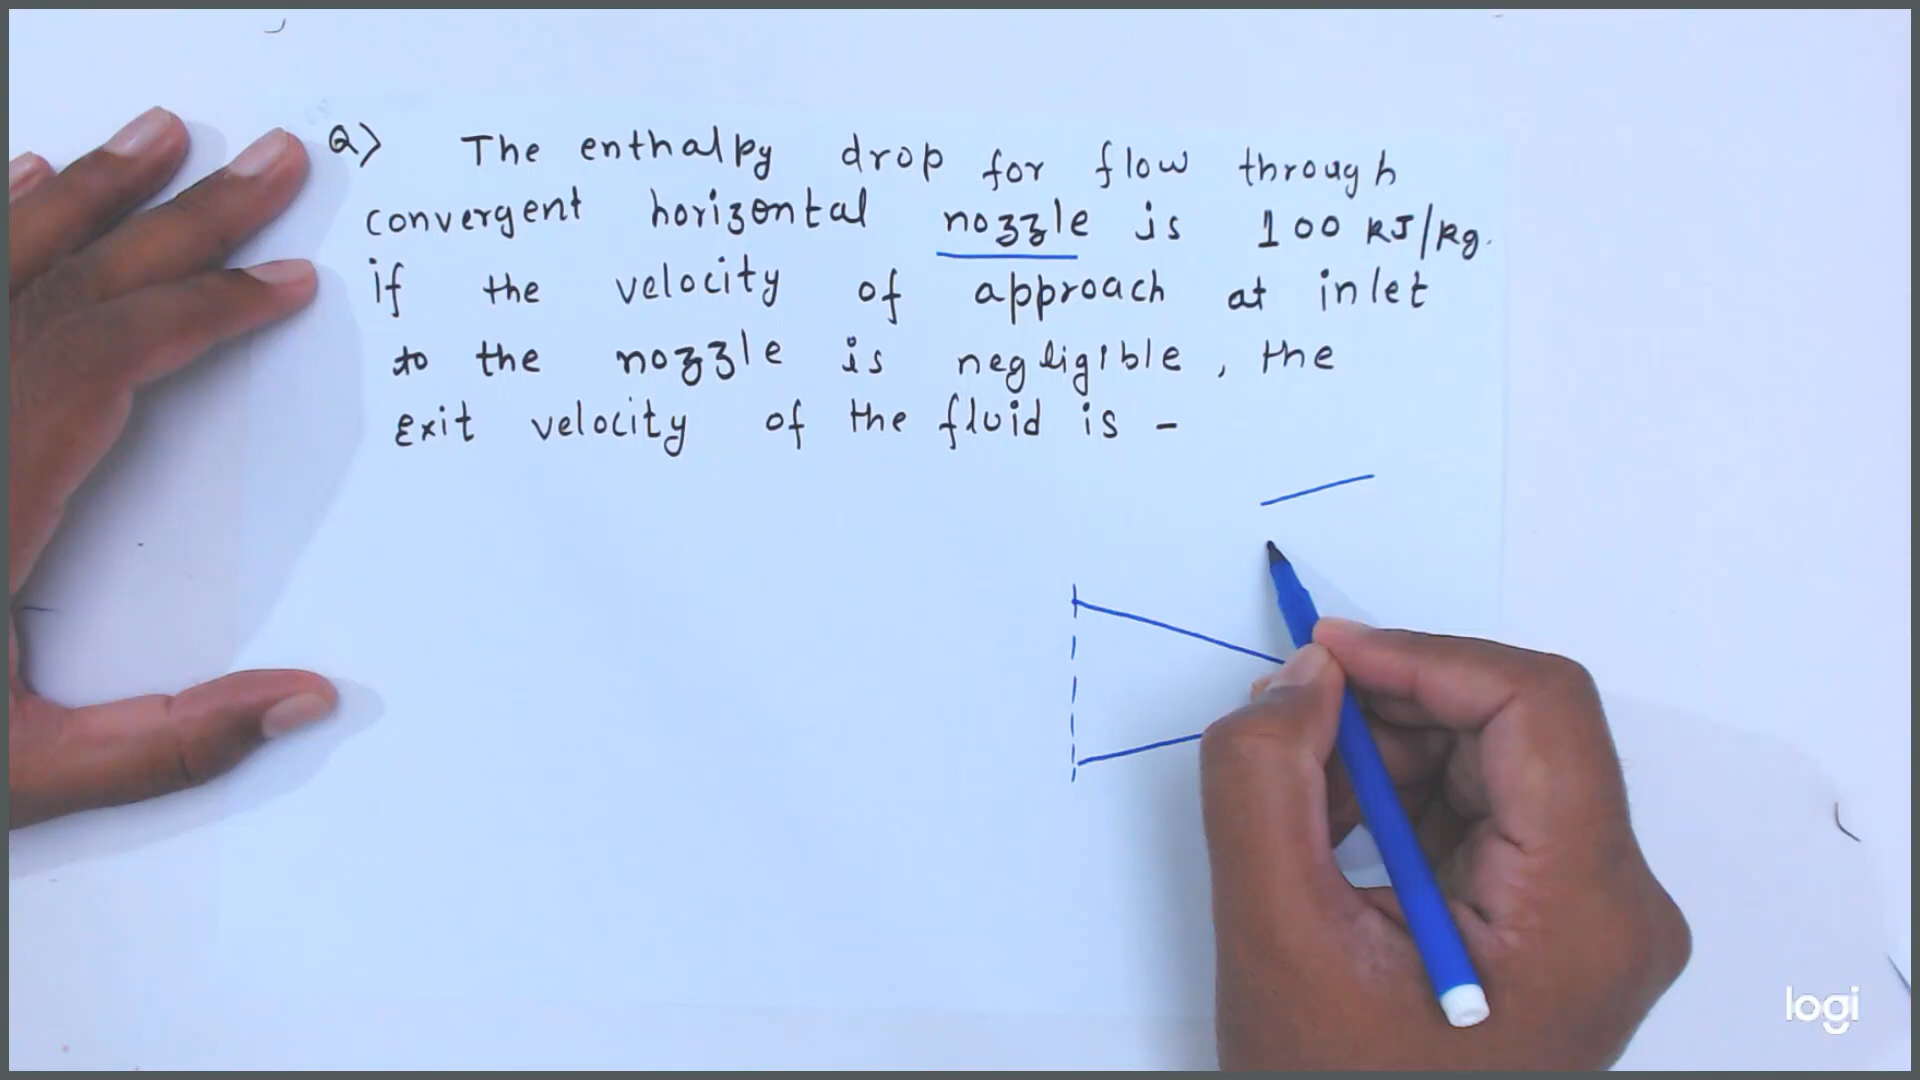 Q) The enthalpy drop for flow through
convergent horizontal nozzle is 100 KJ/Kg.
if the velocity of approach at inlet
to the nozzle is negligible, the
Exit velocity of the fluid is -
logi